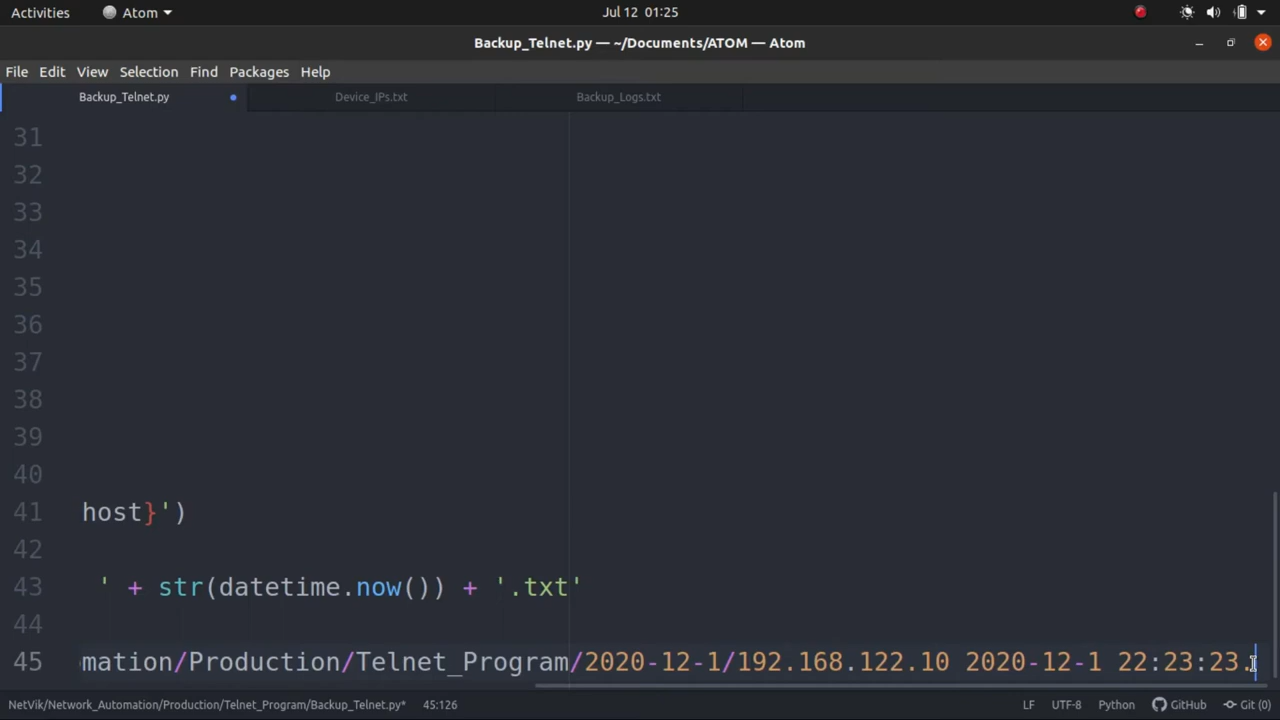 Activities Atom Jul 12 01:25
Backup_Telnet.py — ~/Documents/ATOM — Atom
File Edit View Selection Find Packages Help
Backup_Telnet.py Device_IPs.txt Backup_Logs.txt
31
32
33
34
35
36
37
38
39
40
41 host}')
42
43 ' + str(datetime.now()) + '.txt'
44
45 mation/Production/Telnet_Program/2020-12-1/192.168.122.10 2020-12-1 22:23:23.
NetVik/Network_Automation/Production/Telnet_Program/Backup_Telnet.py* 45:126 LF UTF-8 Python GitHub Git (0)